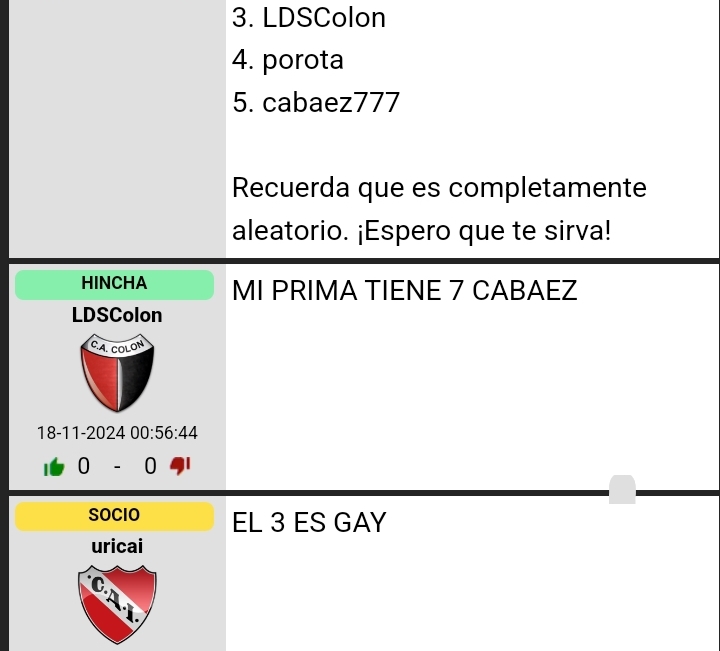 3. LDSColon
4. porota
5. cabaez777
Recuerda que es completamente
aleatorio. ¡Espero que te sirva!
HINCHA
MI PRIMA TIENE 7 CABAEZ
LDSColon
C.A. COLON
18-11-2024 00:56:44
0 - 0
SOCIO
EL 3 ES GAY
uricai
C.A.I.